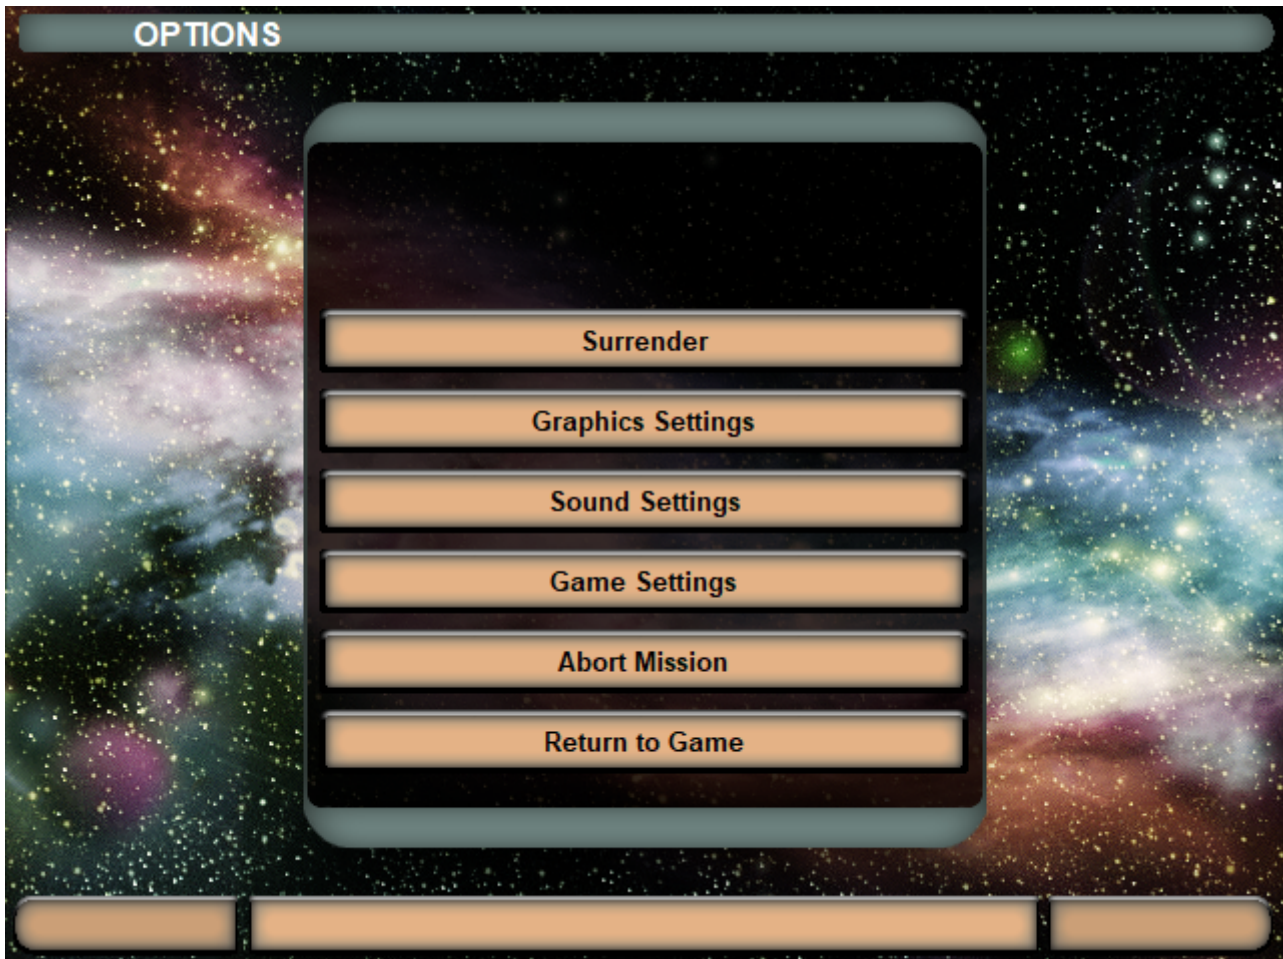 OPTIONS
Surrender
Graphics Settings
Sound Settings
Game Settings
Abort Mission
Return to Game